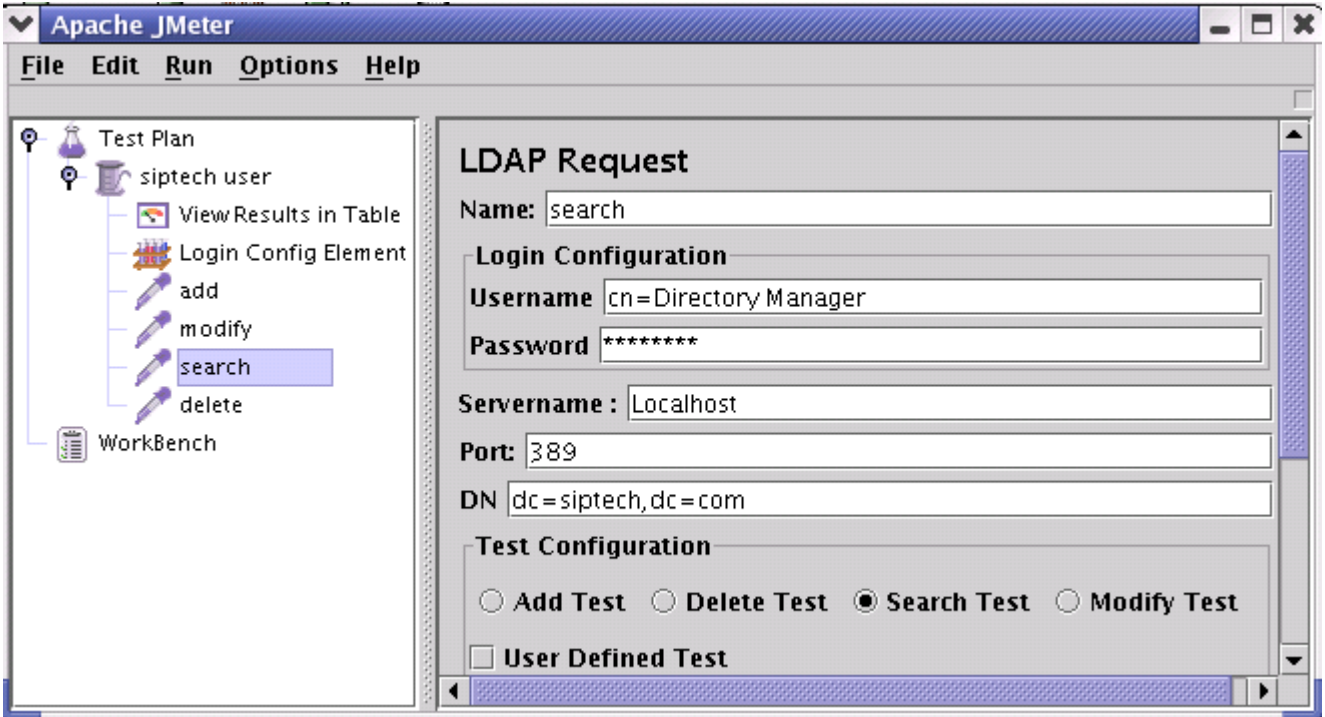 Apache JMeter
File Edit Run Options Help
Test Plan
siptech user
View Results in Table
Login Config Element
add
modify
search
delete
WorkBench
LDAP Request
Name: search
Login Configuration
Username cn=Directory Manager
Password ********
Servername : Localhost
Port: 389
DN dc=siptech,dc=com
Test Configuration
Add Test Delete Test Search Test Modify Test
User Defined Test